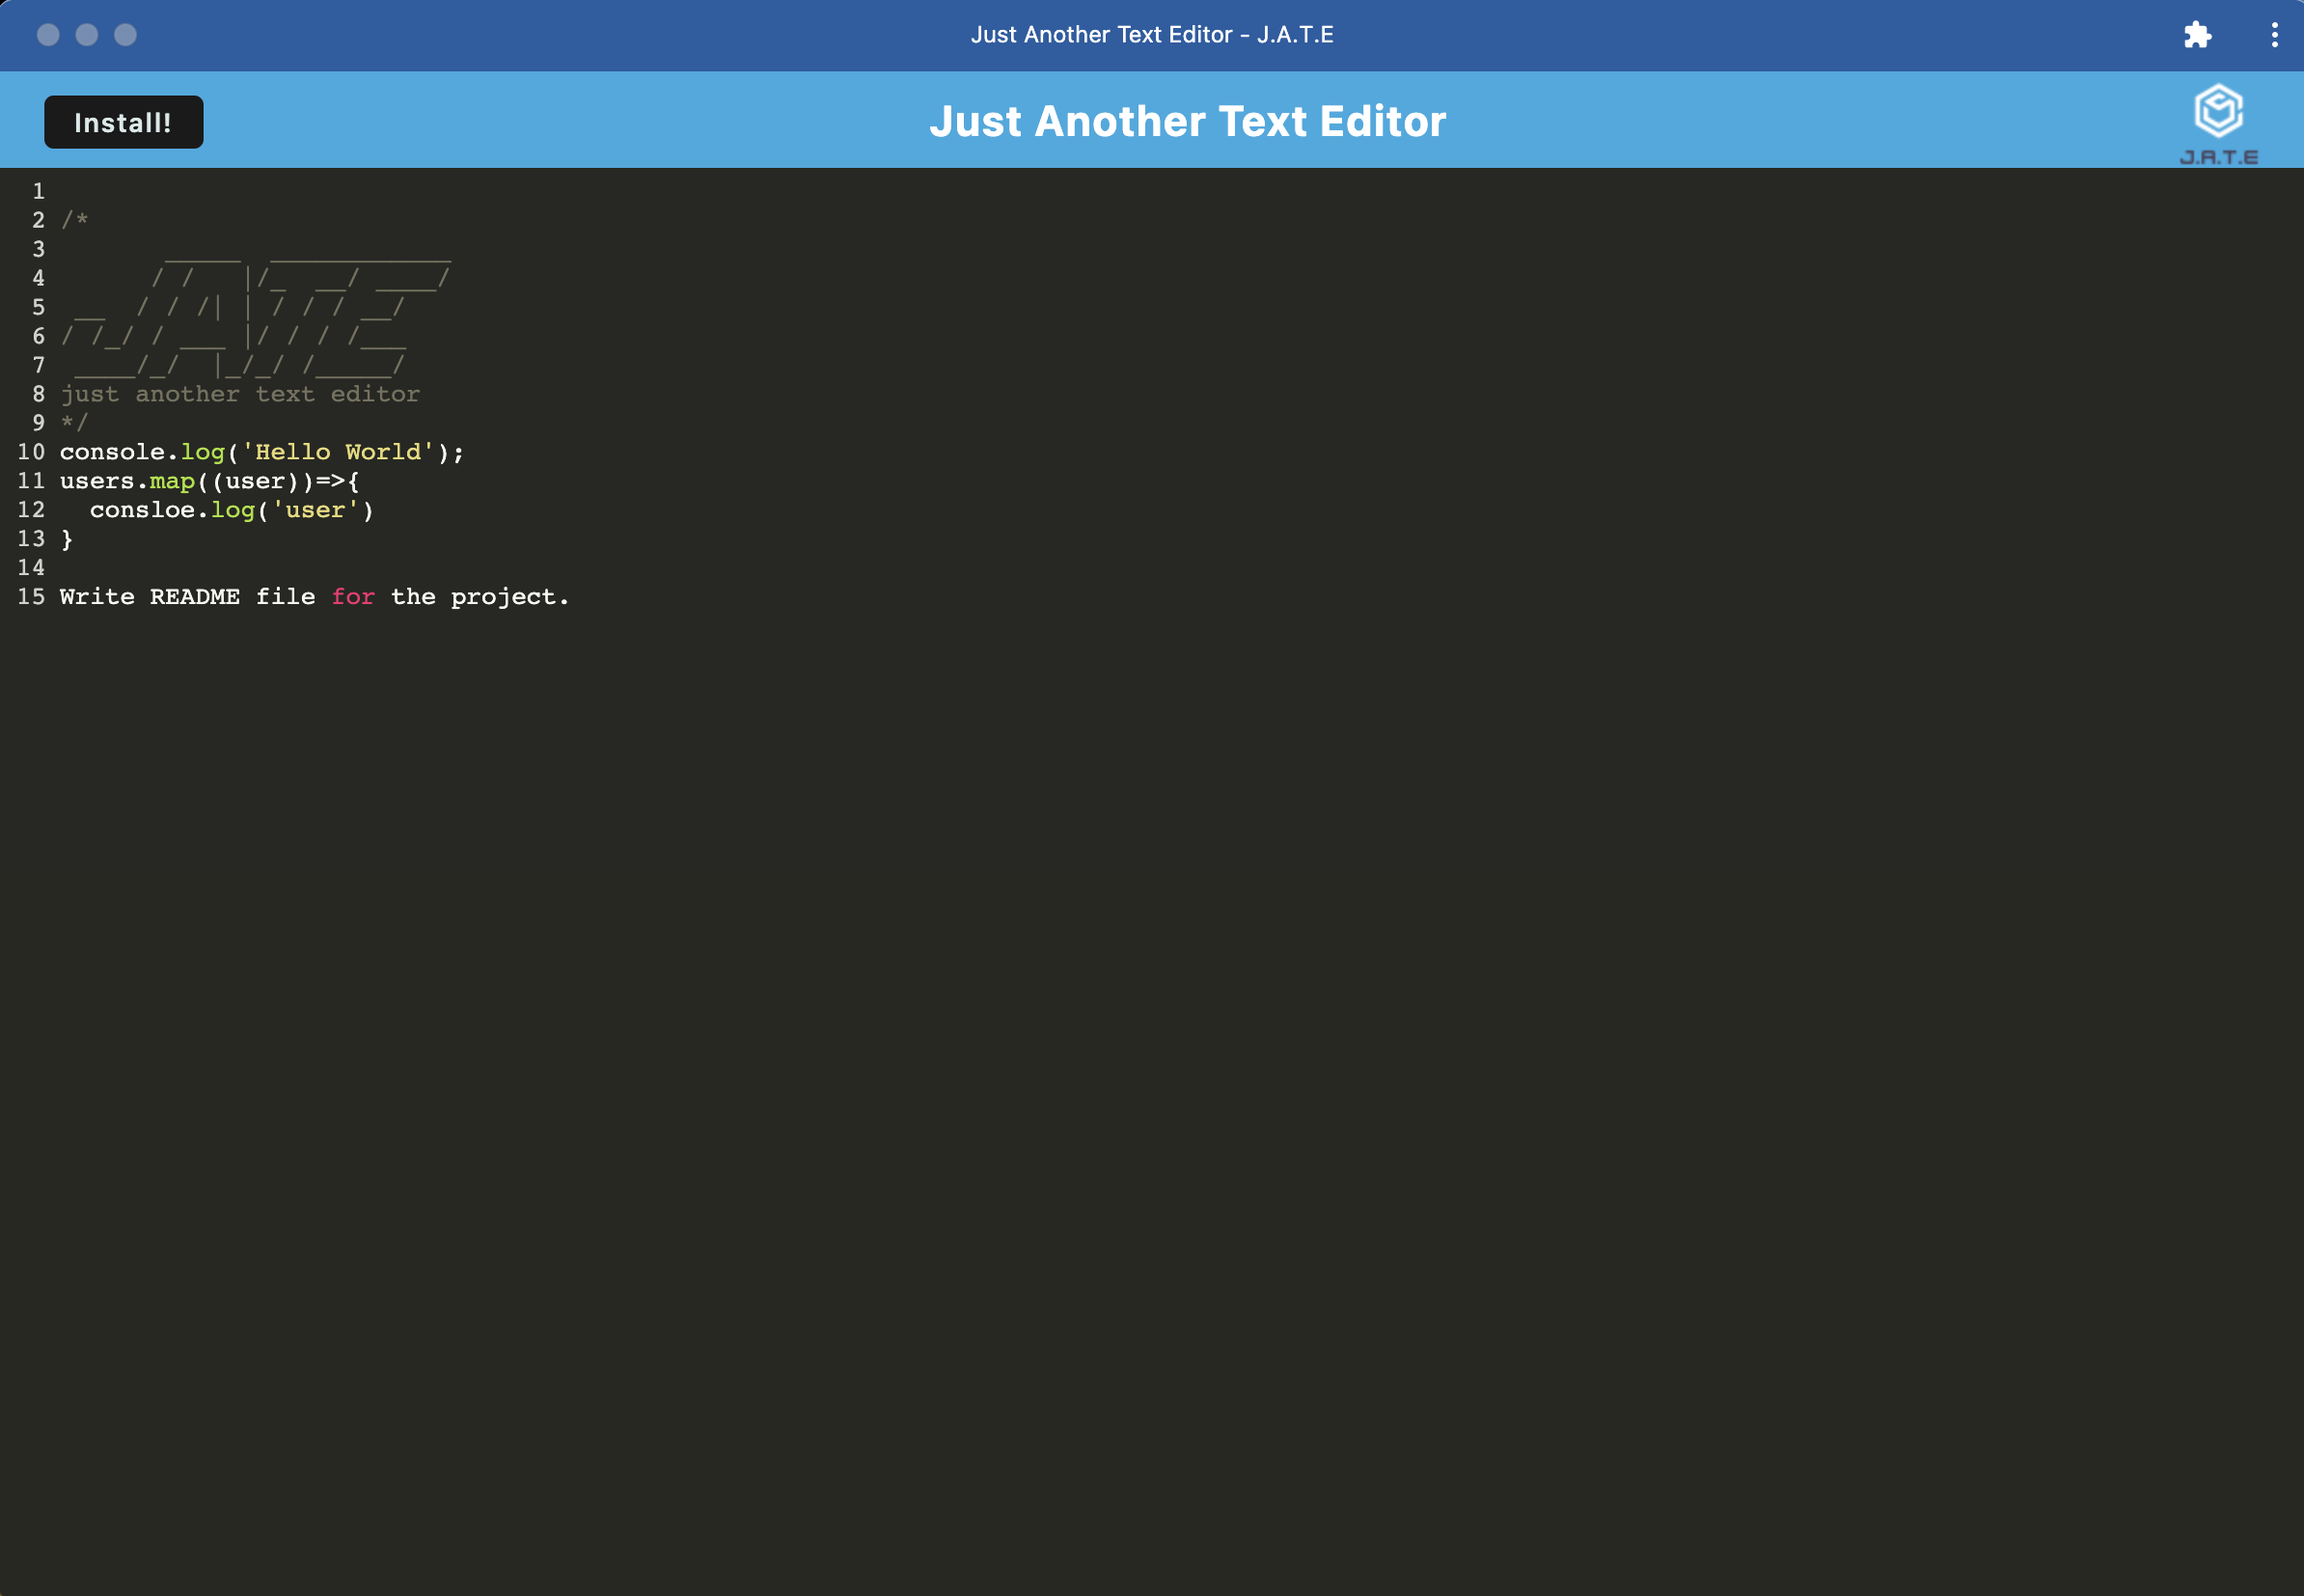 Just Another Text Editor – J.A.T.E
Install!
Just Another Text Editor
J.A.T.E
1
2 /*
3        ______  ____________
4       / /    |/_  __/ ____/
5  __  / / /| | / / / __/
6 / /_/ / ___ |/ / / /___
7  ____/_/  |_/_/ /_____/
8 just another text editor
9 */
10 console.log('Hello World');
11 users.map((user))=>{
12   consloe.log('user')
13 }
14
15 Write README file for the project.